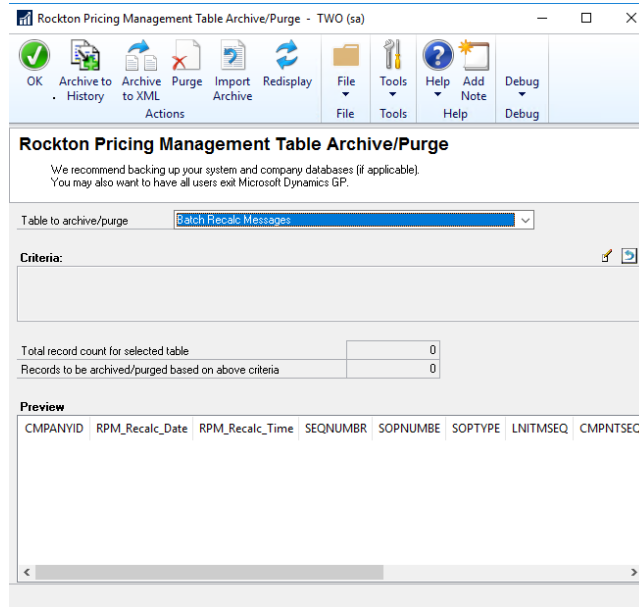 Rockton Pricing Management Table Archive/Purge - TWO (sa)
OK Archive to History Archive to XML Purge Import Archive Redisplay File Tools Help Add Note Debug
Actions File Tools Help Debug
Rockton Pricing Management Table Archive/Purge
We recommend backing up your system and company databases (if applicable).
You may also want to have all users exit Microsoft Dynamics GP.
Table to archive/purge Batch Recalc Messages
Criteria:
Total record count for selected table 0
Records to be archived/purged based on above criteria 0
Preview
CMPANYID RPM_Recalc_Date RPM_Recalc_Time SEQNUMBR SOPNUMBE SOPTYPE LNITMSEQ CMPNTSEQ